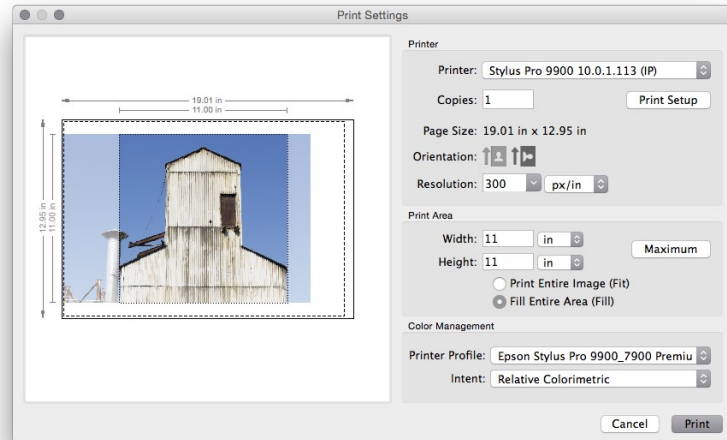 Print Settings
19.01 in
11.00 in
12.95 in
11.00 in
Printer
Printer: Stylus Pro 9900 10.0.1.113 (IP)
Copies: 1 Print Setup
Page Size: 19.01 in x 12.95 in
Orientation:
Resolution: 300 px/in
Print Area
Width: 11 in
Maximum
Height: 11 in
Print Entire Image (Fit)
Fill Entire Area (Fill)
Color Management
Printer Profile: Epson Stylus Pro 9900_7900 Premiu
Intent: Relative Colorimetric
Cancel Print